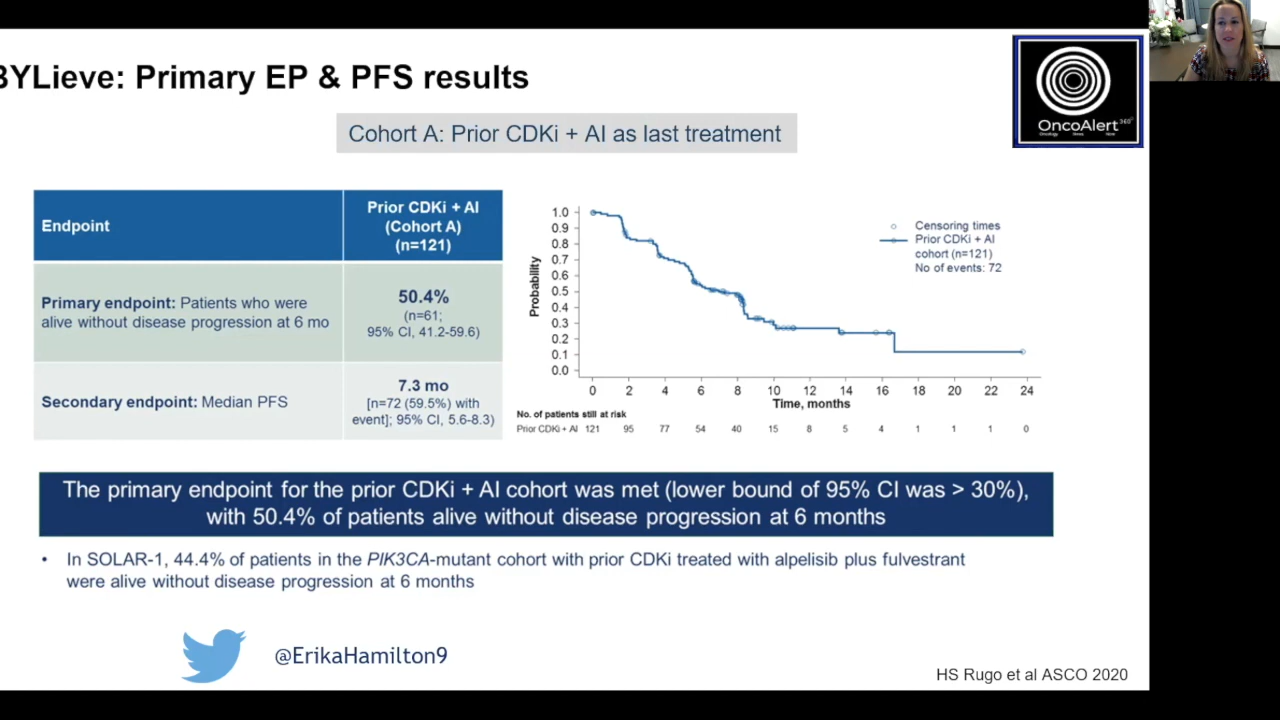 BYLieve: Primary EP & PFS results
OncoAlert 360°
Oncology News Now
Cohort A: Prior CDKi + AI as last treatment
Endpoint
Prior CDKi + AI
(Cohort A)
(n=121)
Primary endpoint: Patients who were
alive without disease progression at 6 mo
50.4%
(n=61;
95% CI, 41.2-59.6)
Secondary endpoint: Median PFS
7.3 mo
[n=72 (59.5%) with
event]; 95% CI, 5.6-8.3)
Probability
1.0
0.9
0.8
0.7
0.6
0.5
0.4
0.3
0.2
0.1
0.0
Censoring times
Prior CDKi + AI
cohort (n=121)
No of events: 72
0 2 4 6 8 10 12 14 16 18 20 22 24
Time, months
No. of patients still at risk
Prior CDKi + AI 121 95 77 54 40 15 8 5 4 1 1 1 0
The primary endpoint for the prior CDKi + AI cohort was met (lower bound of 95% CI was > 30%),
with 50.4% of patients alive without disease progression at 6 months
• In SOLAR-1, 44.4% of patients in the PIK3CA-mutant cohort with prior CDKi treated with alpelisib plus fulvestrant
were alive without disease progression at 6 months
@ErikaHamilton9
HS Rugo et al ASCO 2020